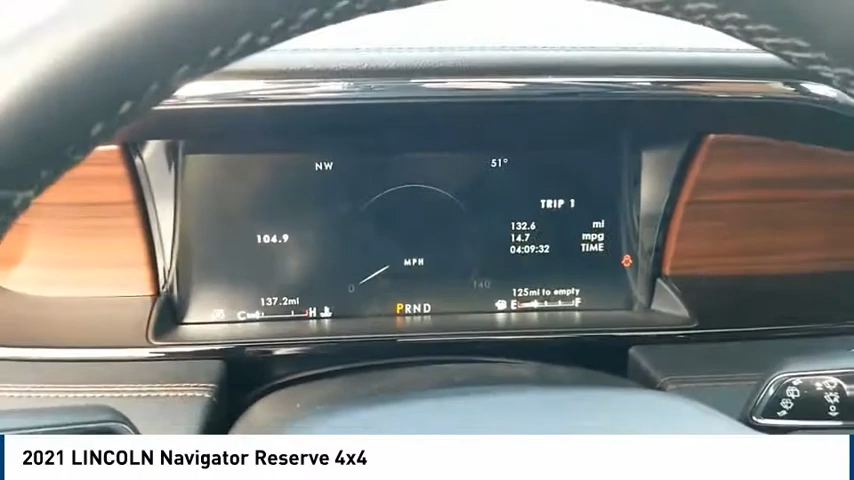 NW
51°
TRIP 1
132.6 mi
14.7 mpg
04:09:32 TIME
104.9
MPH
0
140
137.2mi
125mi to empty
C H
PRND
E F
2021 LINCOLN Navigator Reserve 4x4